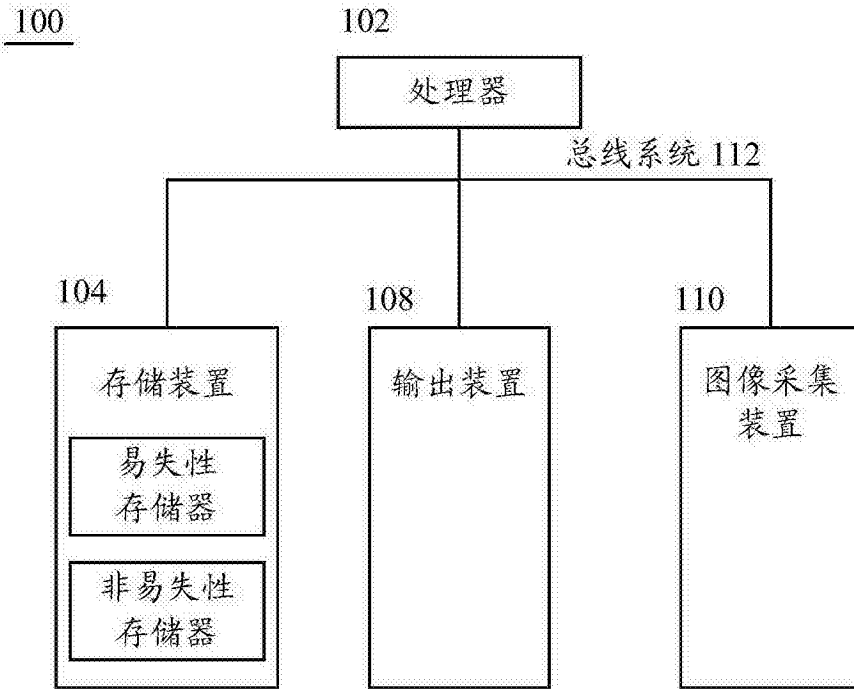 100
102
处理器
总线系统 112
104
存储装置
易失性
存储器
非易失性
存储器
108
输出装置
110
图像采集
装置